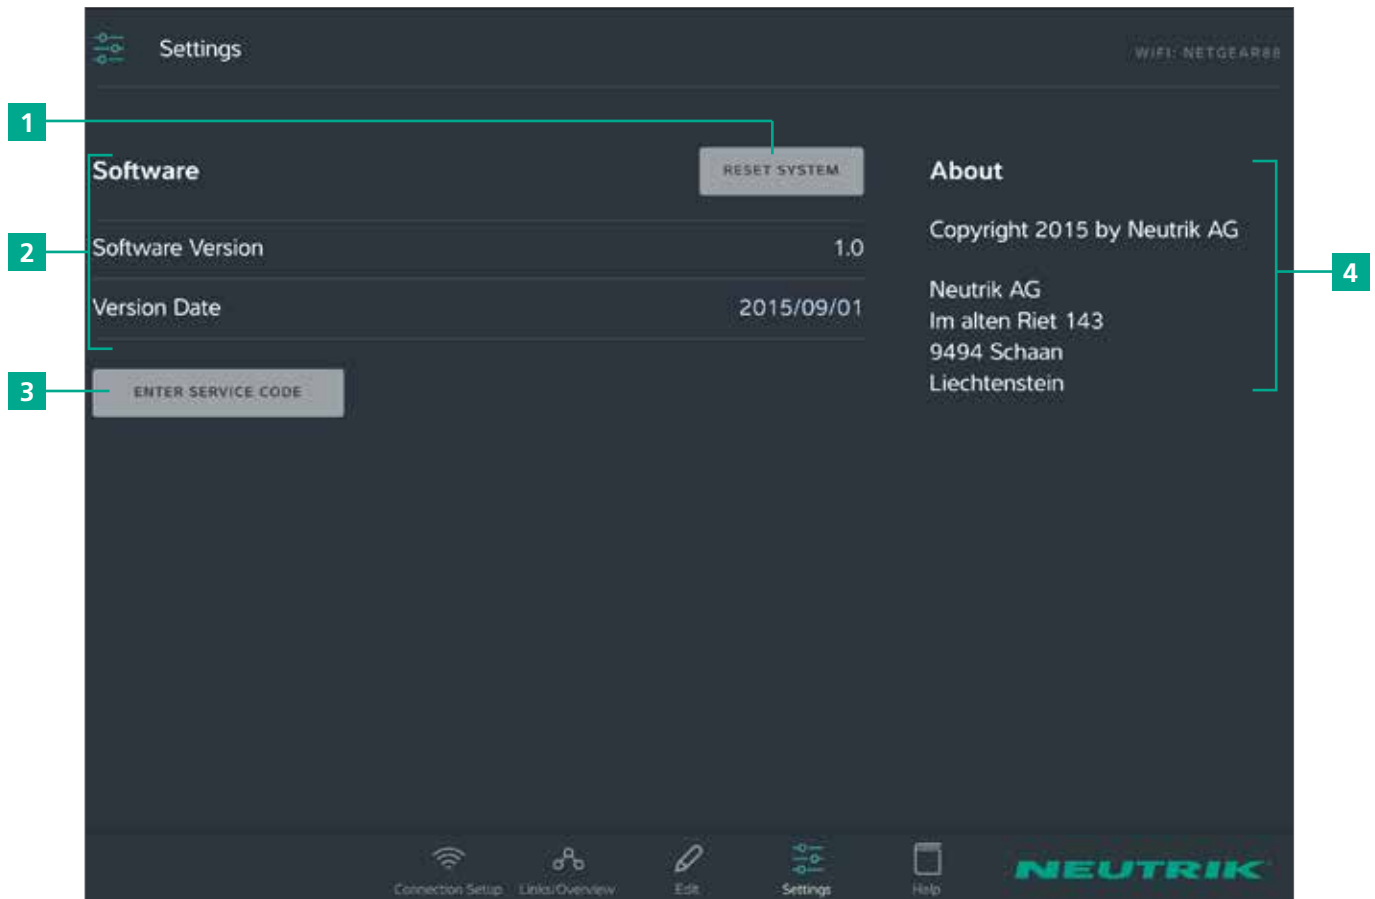 Settings
WIFI: NETGEAR88
1
Software
RESET SYSTEM
About
2
Software Version
1.0
Version Date
2015/09/01
Copyright 2015 by Neutrik AG
Neutrik AG
Im alten Riet 143
9494 Schaan
Liechtenstein
4
3
ENTER SERVICE CODE
Connection Setup
Links/Overview
Edit
Settings
Help
NEUTRIK